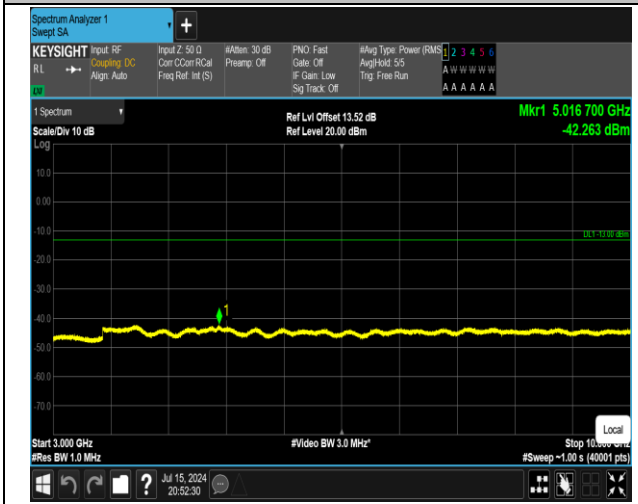 Spectrum Analyzer 1
Swept SA
+
KEYSIGHT Input: RF Input Z: 50 Ω #Atten: 30 dB PNO: Fast #Avg Type: Power (RMS 1 2 3 4 5 6
RL Coupling: DC Corr CCorr RCal Preamp: Off Gate: Off Avg|Hold: 5/5 A W W W W W
Align: Auto Freq Ref: Int (S) IF Gain: Low Trig: Free Run
Sig Track: Off A A A A A A
1 Spectrum Ref Lvl Offset 13.52 dB Mkr1 5.016 700 GHz
Scale/Div 10 dB Ref Level 20.00 dBm -42.263 dBm
Log
10.0
0.00
-10.0
DL1 -13.00 dBm
-20.0
-30.0
-40.0
1
-50.0
-60.0
-70.0
Local
Start 3.000 GHz #Video BW 3.0 MHz* Stop 10.000 GHz
#Res BW 1.0 MHz #Sweep ~1.00 s (40001 pts)
? Jul 15, 2024
20:52:30